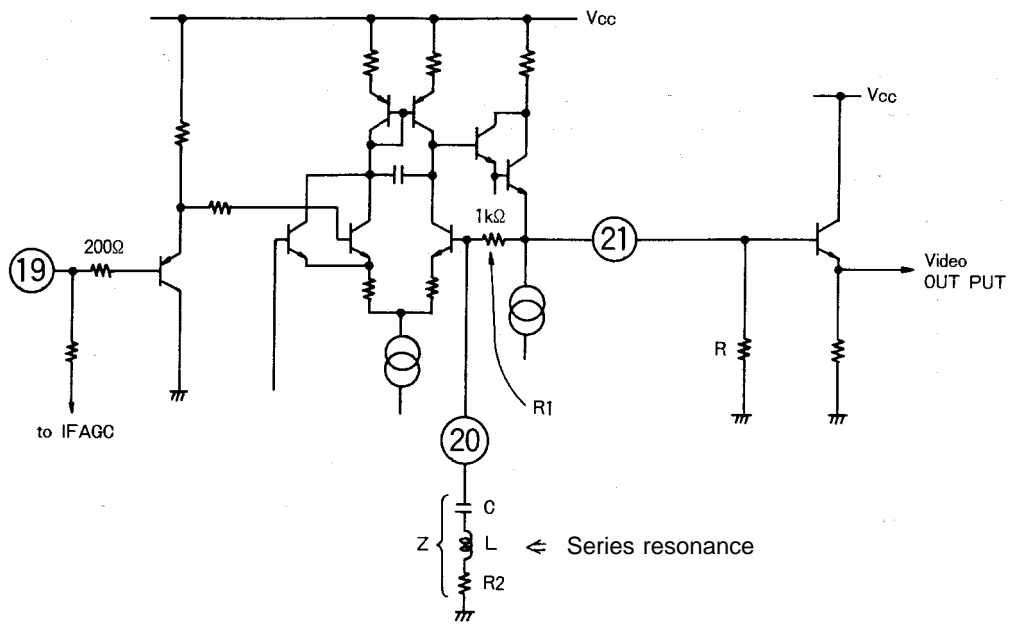 Vcc
Vcc
1kΩ
200Ω
19
21
Video
OUT PUT
R
R1
to IFAGC
20
C
Z
L
Series resonance
R2